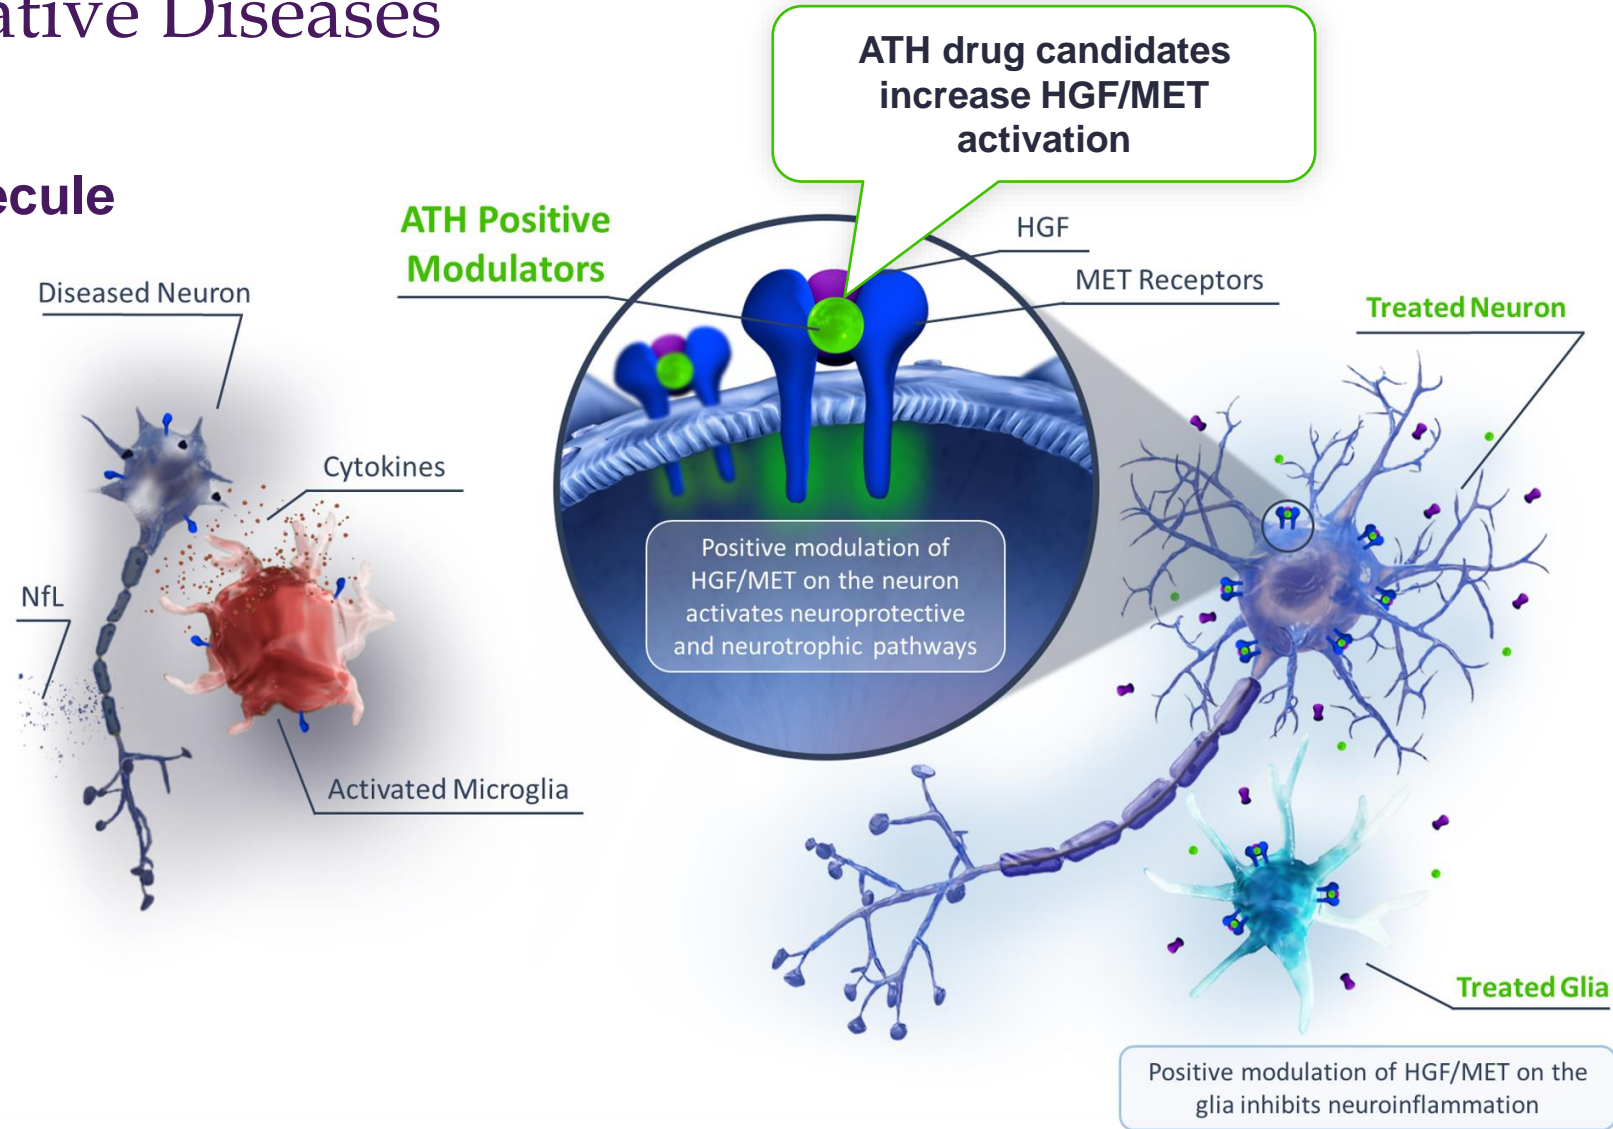 ative Diseases
ecule
ATH drug candidates
increase HGF/MET
activation
ATH Positive
Modulators
HGF
MET Receptors
Diseased Neuron
Treated Neuron
Cytokines
NfL
Positive modulation of
HGF/MET on the neuron
activates neuroprotective
and neurotrophic pathways
Activated Microglia
Treated Glia
Positive modulation of HGF/MET on the
glia inhibits neuroinflammation